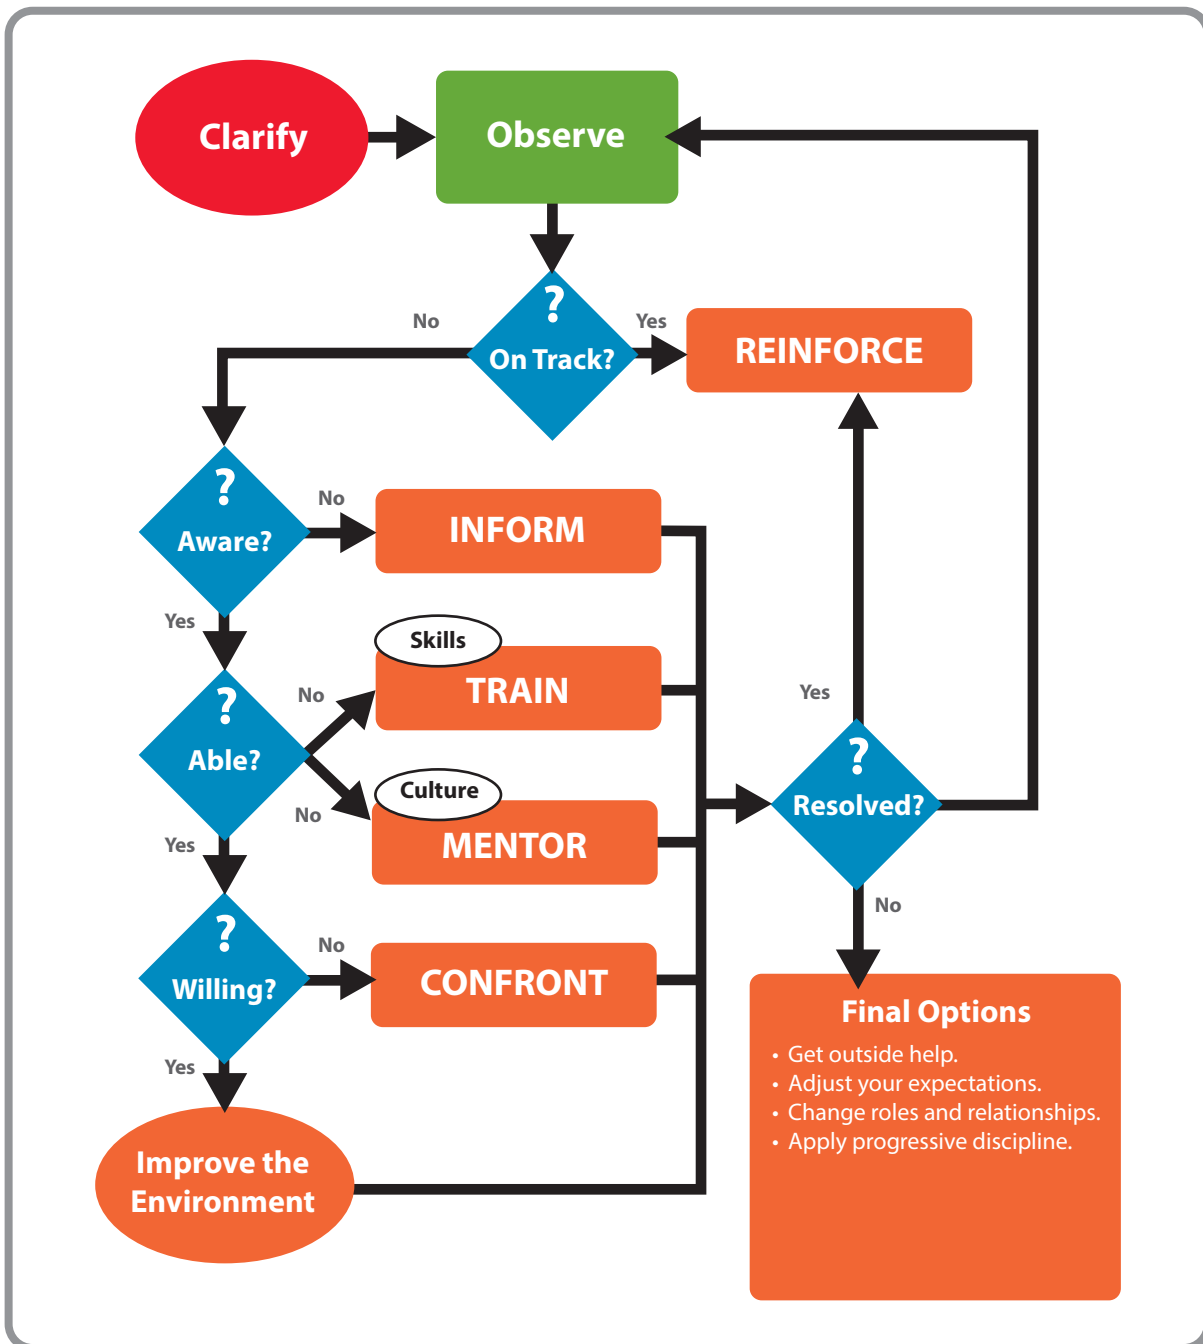 Clarify
Observe
?
On Track?
No
Yes
REINFORCE
?
Aware?
No
INFORM
Yes
Skills
TRAIN
No
?
Able?
No
Culture
MENTOR
Yes
?
Willing?
No
CONFRONT
Yes
Improve the
Environment
Yes
?
Resolved?
No
Final Options
• Get outside help.
• Adjust your expectations.
• Change roles and relationships.
• Apply progressive discipline.